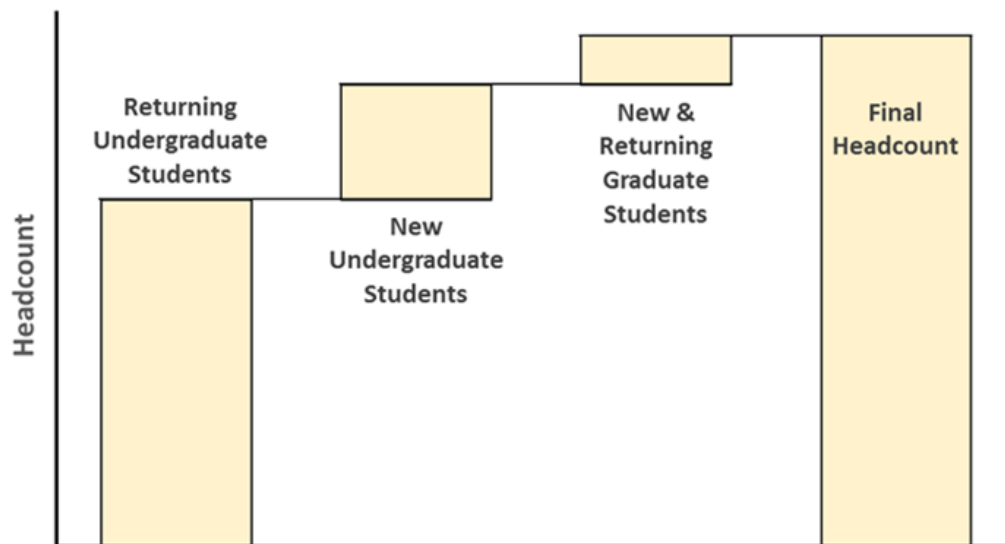 Returning
Undergraduate
Students
New
Undergraduate
Students
New &
Returning
Graduate
Students
Final
Headcount
Headcount